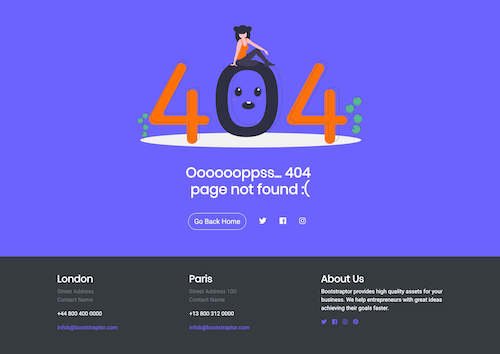 404
Ooooooppss... 404
page not found :(
Go Back Home
London
Street Address
Contact Name
+44 800 400 0000
infok@bootstraptor.com
Paris
Street Address 100
Contact Name
+13 800 312 0000
infok@bootstraptor.com
About Us
Bootstraptor provides high quality assets for your
business. We help entrepreneurs with great ideas
achieving their goals faster.